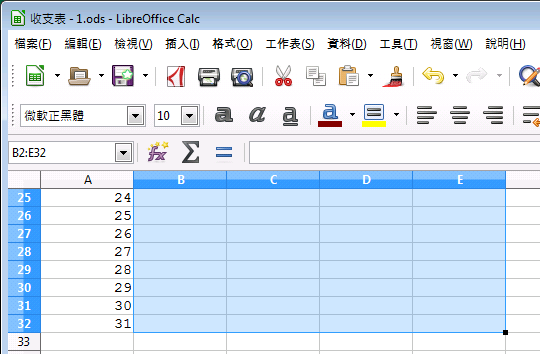 收支表 - 1.ods - LibreOffice Calc
檔案(F) 編輯(E) 檢視(V) 插入(I) 格式(O) 工作表(S) 資料(D) 工具(T) 視窗(W) 說明(H)
微軟正黑體 10 a a a a
B2:E32 fx Σ =
A B C D E
25 24
26 25
27 26
28 27
29 28
30 29
31 30
32 31
33